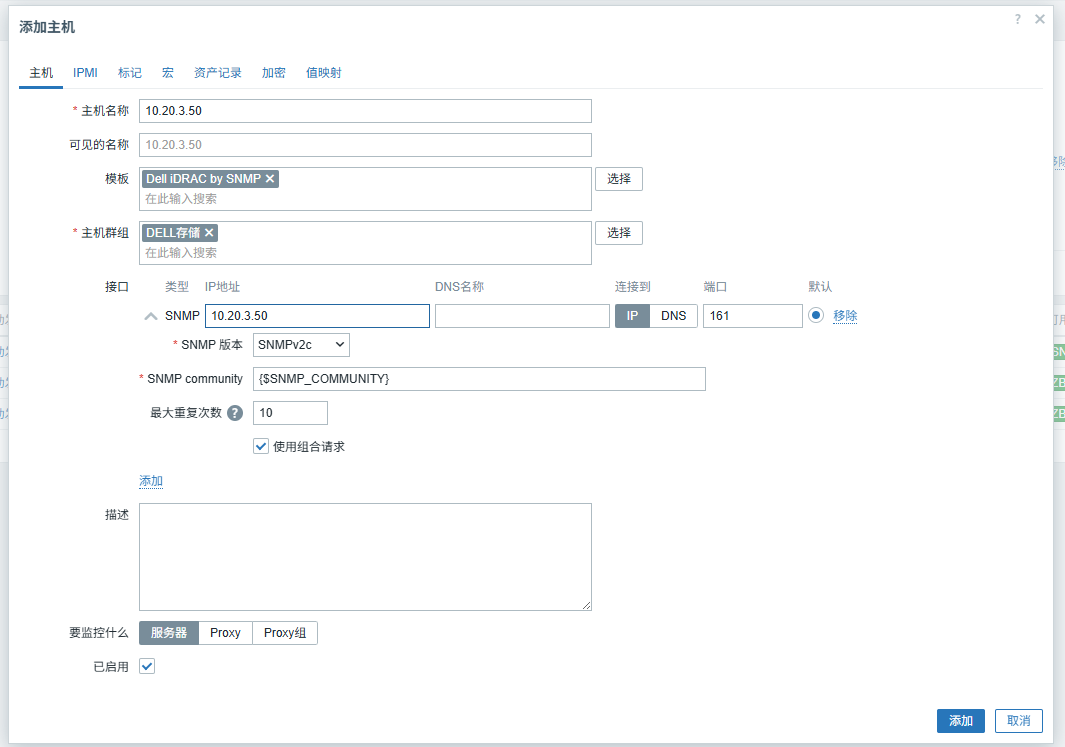 添加主机
? ×
主机 IPMI 标记 宏 资产记录 加密 值映射
* 主机名称 10.20.3.50
可见的名称 10.20.3.50
模板 Dell iDRAC by SNMP × 选择
在此输入搜索
* 主机群组 DELL存储 × 选择
在此输入搜索
接口 类型 IP地址 DNS名称 连接到 端口 默认
SNMP 10.20.3.50 IP DNS 161 移除
* SNMP 版本 SNMPv2c
* SNMP community {$SNMP_COMMUNITY}
最大重复次数 ? 10
使用组合请求
添加
描述
要监控什么 服务器 Proxy Proxy组
已启用
添加 取消